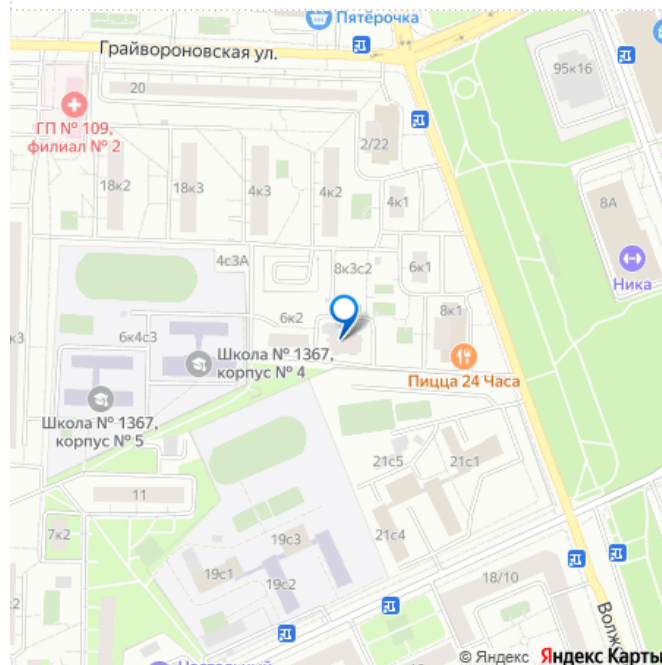 Пятёрочка
Грайвороновская ул.
95к16
20
ГП № 109,
филиал № 2
2/22
18к2
18к3
4к3
4к2
4к1
8А
4с3А
8к3с2
6к1
Ника
6к2
8к1
6к4с3
Школа № 1367,
корпус № 4
Пицца 24 Часа
Школа № 1367,
корпус № 5
21с5
21с1
11
21с4
7к2
19с3
19с1
19с2
18/10
© Яндекс Яндекс Карты